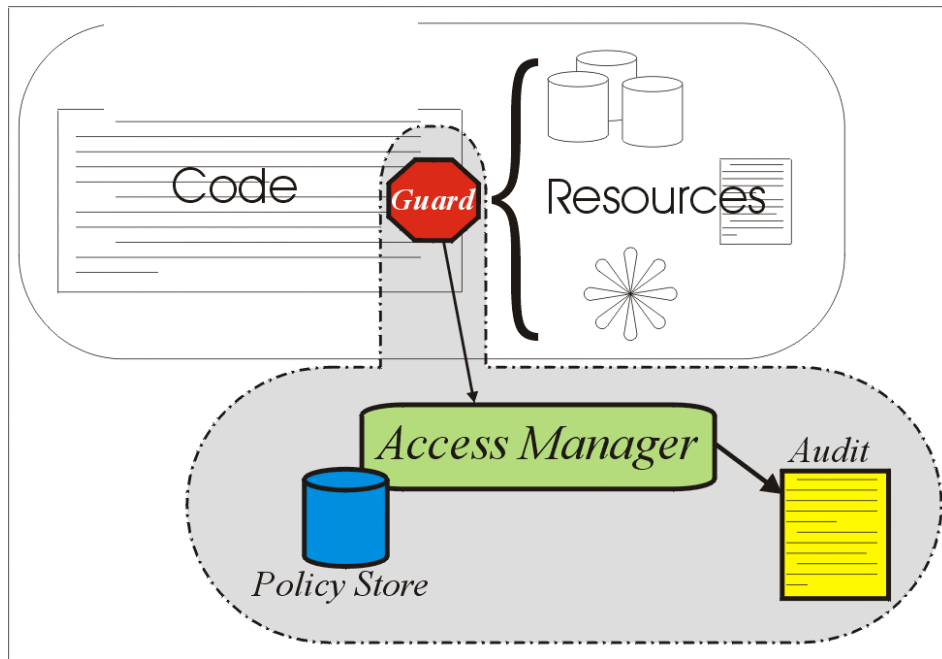 Code
Guard
Resources
Access Manager
Audit
Policy Store